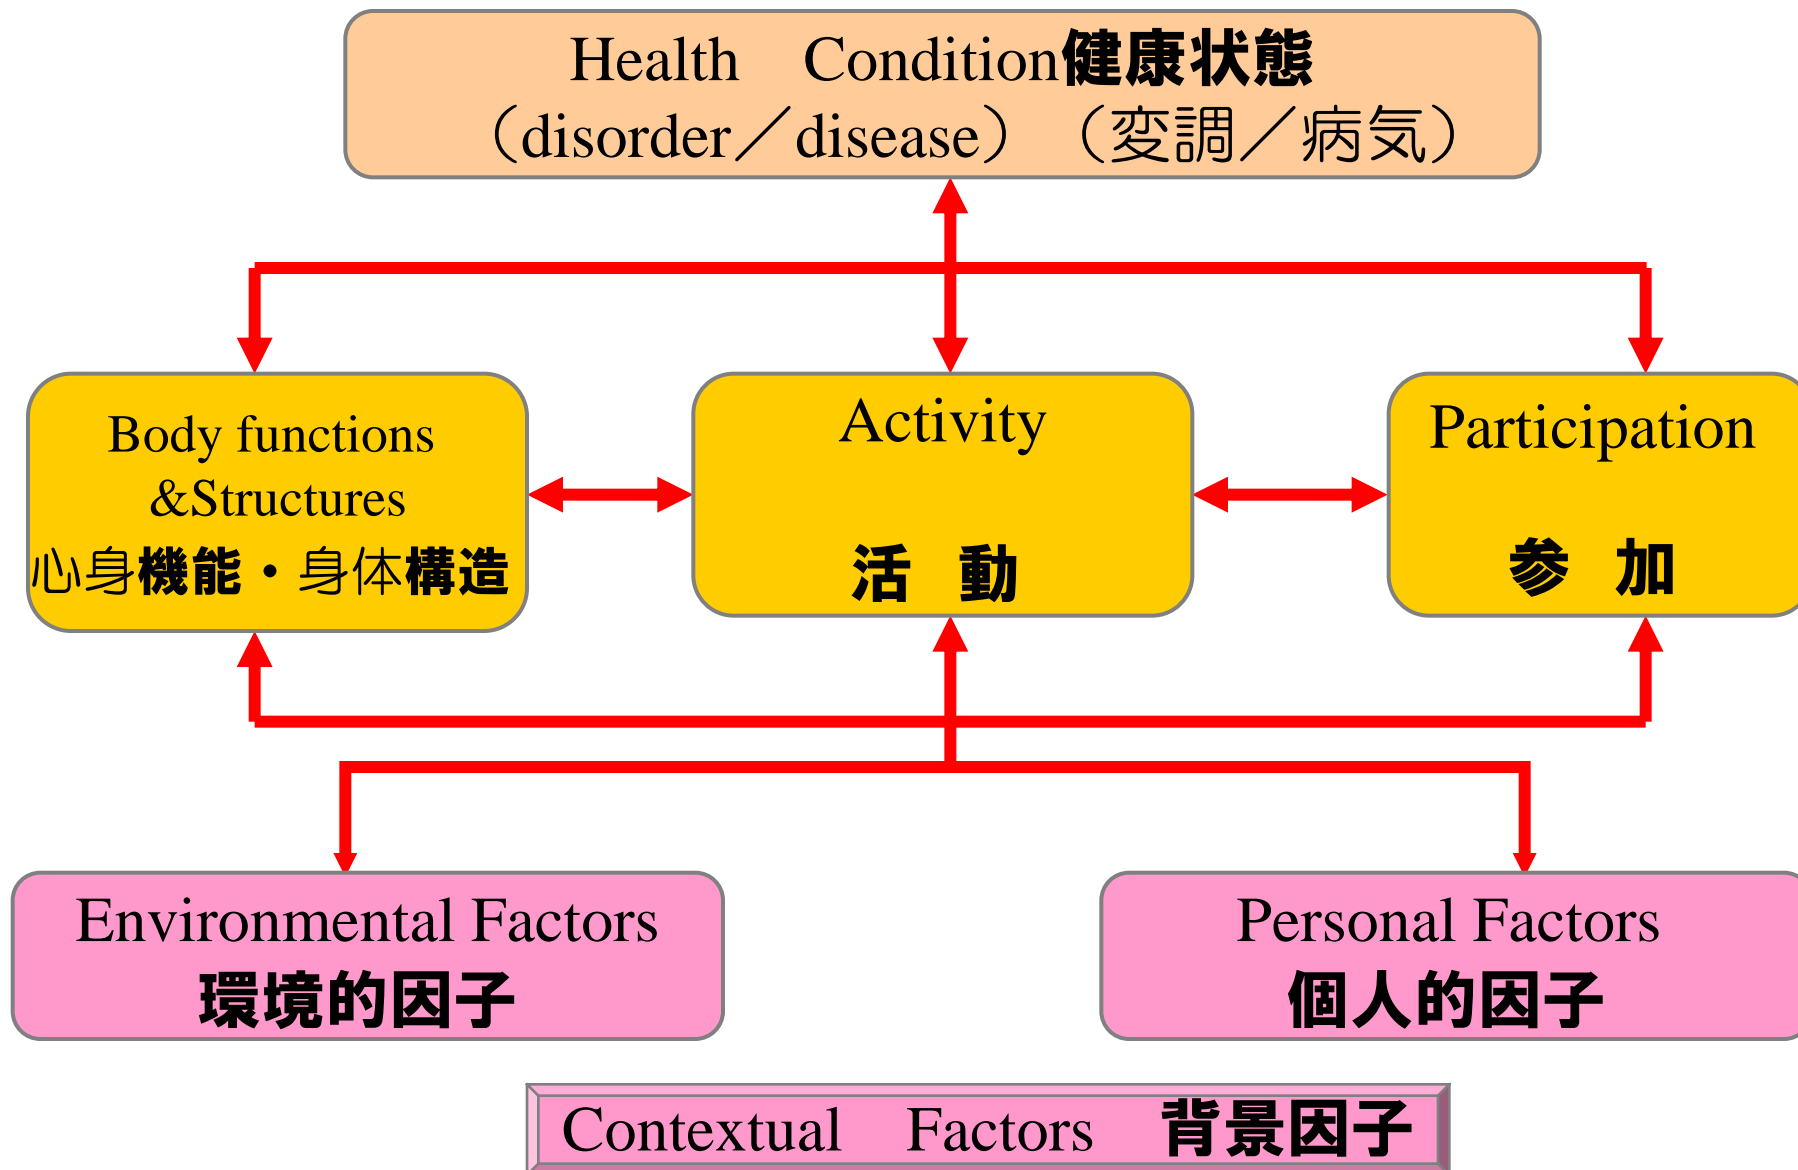 Health　Condition健康状態
（disorder／disease）（変調／病気）
Body functions
&Structures
心身機能・身体構造
Activity
活　動
Participation
参　加
Environmental Factors
環境的因子
Personal Factors
個人的因子
Contextual　Factors　背景因子